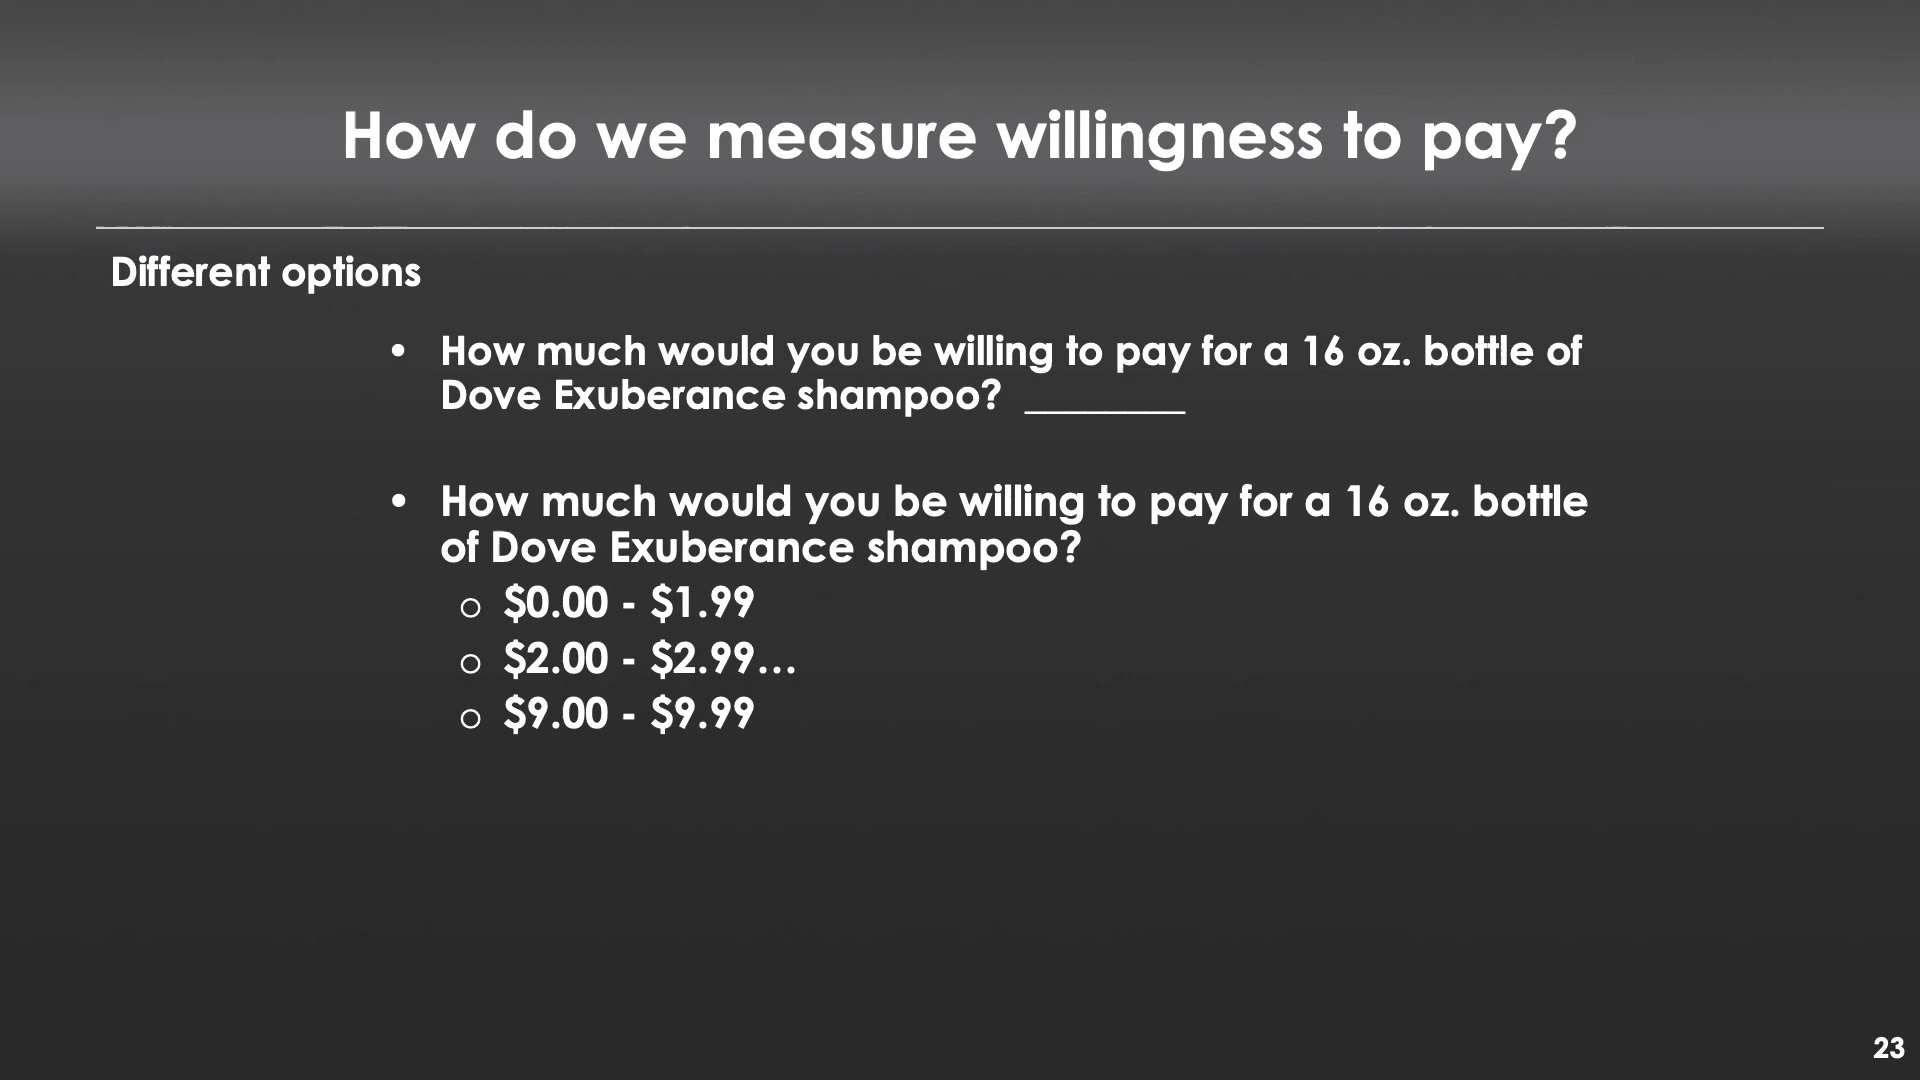 How do we measure willingness to pay?
Different options
• How much would you be willing to pay for a 16 oz. bottle of
Dove Exuberance shampoo? ________
• How much would you be willing to pay for a 16 oz. bottle
of Dove Exuberance shampoo?
o $0.00 - $1.99
o $2.00 - $2.99…
o $9.00 - $9.99
23